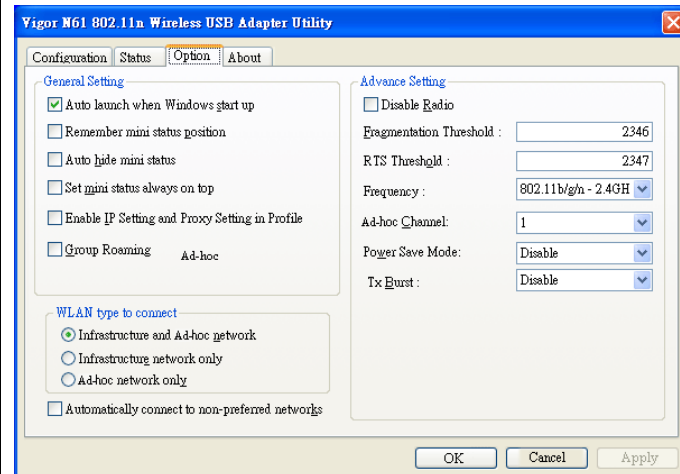 Vigor N61 802.11n Wireless USB Adapter Utility
Configuration Status Option About
General Setting
Auto launch when Windows start up
Remember mini status position
Auto hide mini status
Set mini status always on top
Enable IP Setting and Proxy Setting in Profile
Group Roaming Ad-hoc
WLAN type to connect
Infrastructure and Ad-hoc network
Infrastructure network only
Ad-hoc network only
Automatically connect to non-preferred networks
Advance Setting
Disable Radio
Fragmentation Threshold : 2346
RTS Threshold : 2347
Frequency : 802.11b/g/n - 2.4GH
Ad-hoc Channel: 1
Power Save Mode: Disable
Tx Burst : Disable
OK Cancel Apply